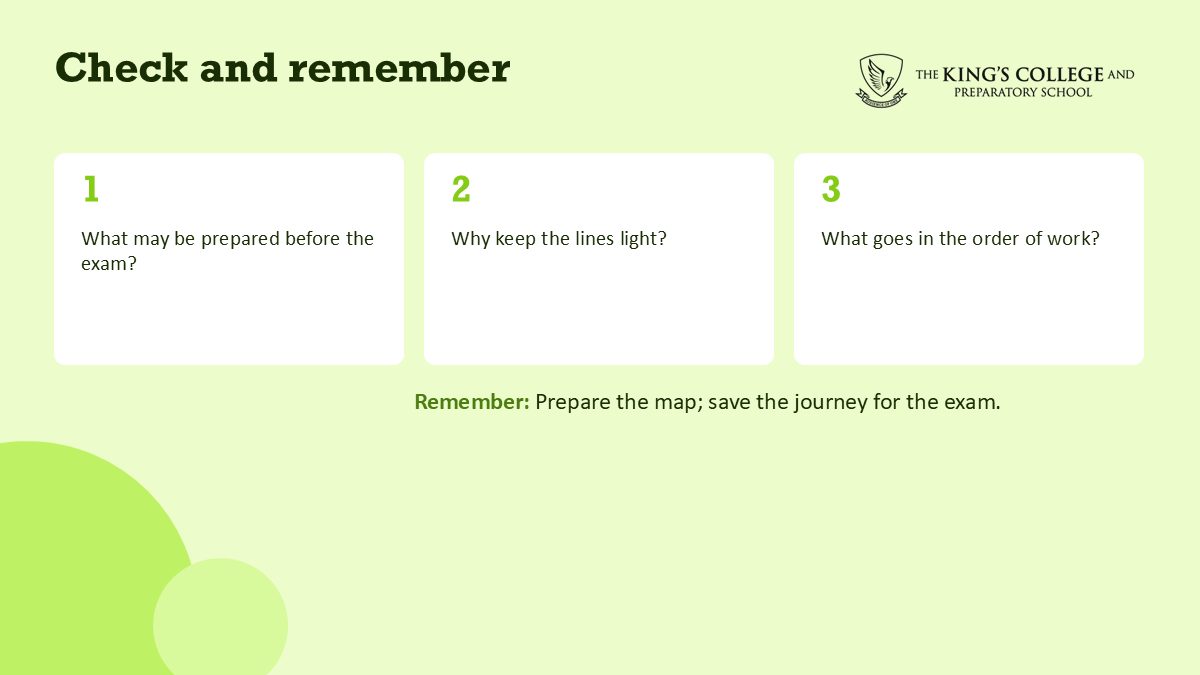 Check and remember
THE KING'S COLLEGE AND
PREPARATORY SCHOOL
1
What may be prepared before the
exam?
2
Why keep the lines light?
3
What goes in the order of work?
Remember: Prepare the map; save the journey for the exam.